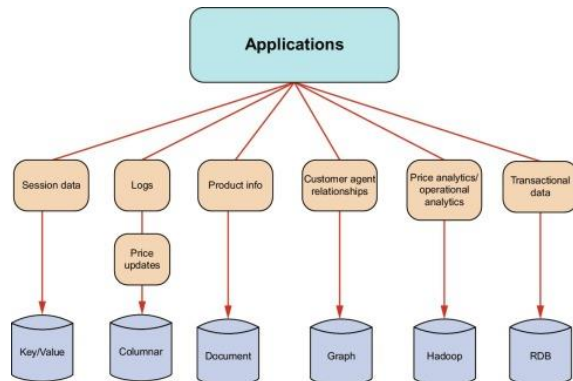 Applications
Session data
Logs
Product info
Customer agent
relationships
Price analytics/
operational
analytics
Transactional
data
Price
updates
Key/Value
Columnar
Document
Graph
Hadoop
RDB